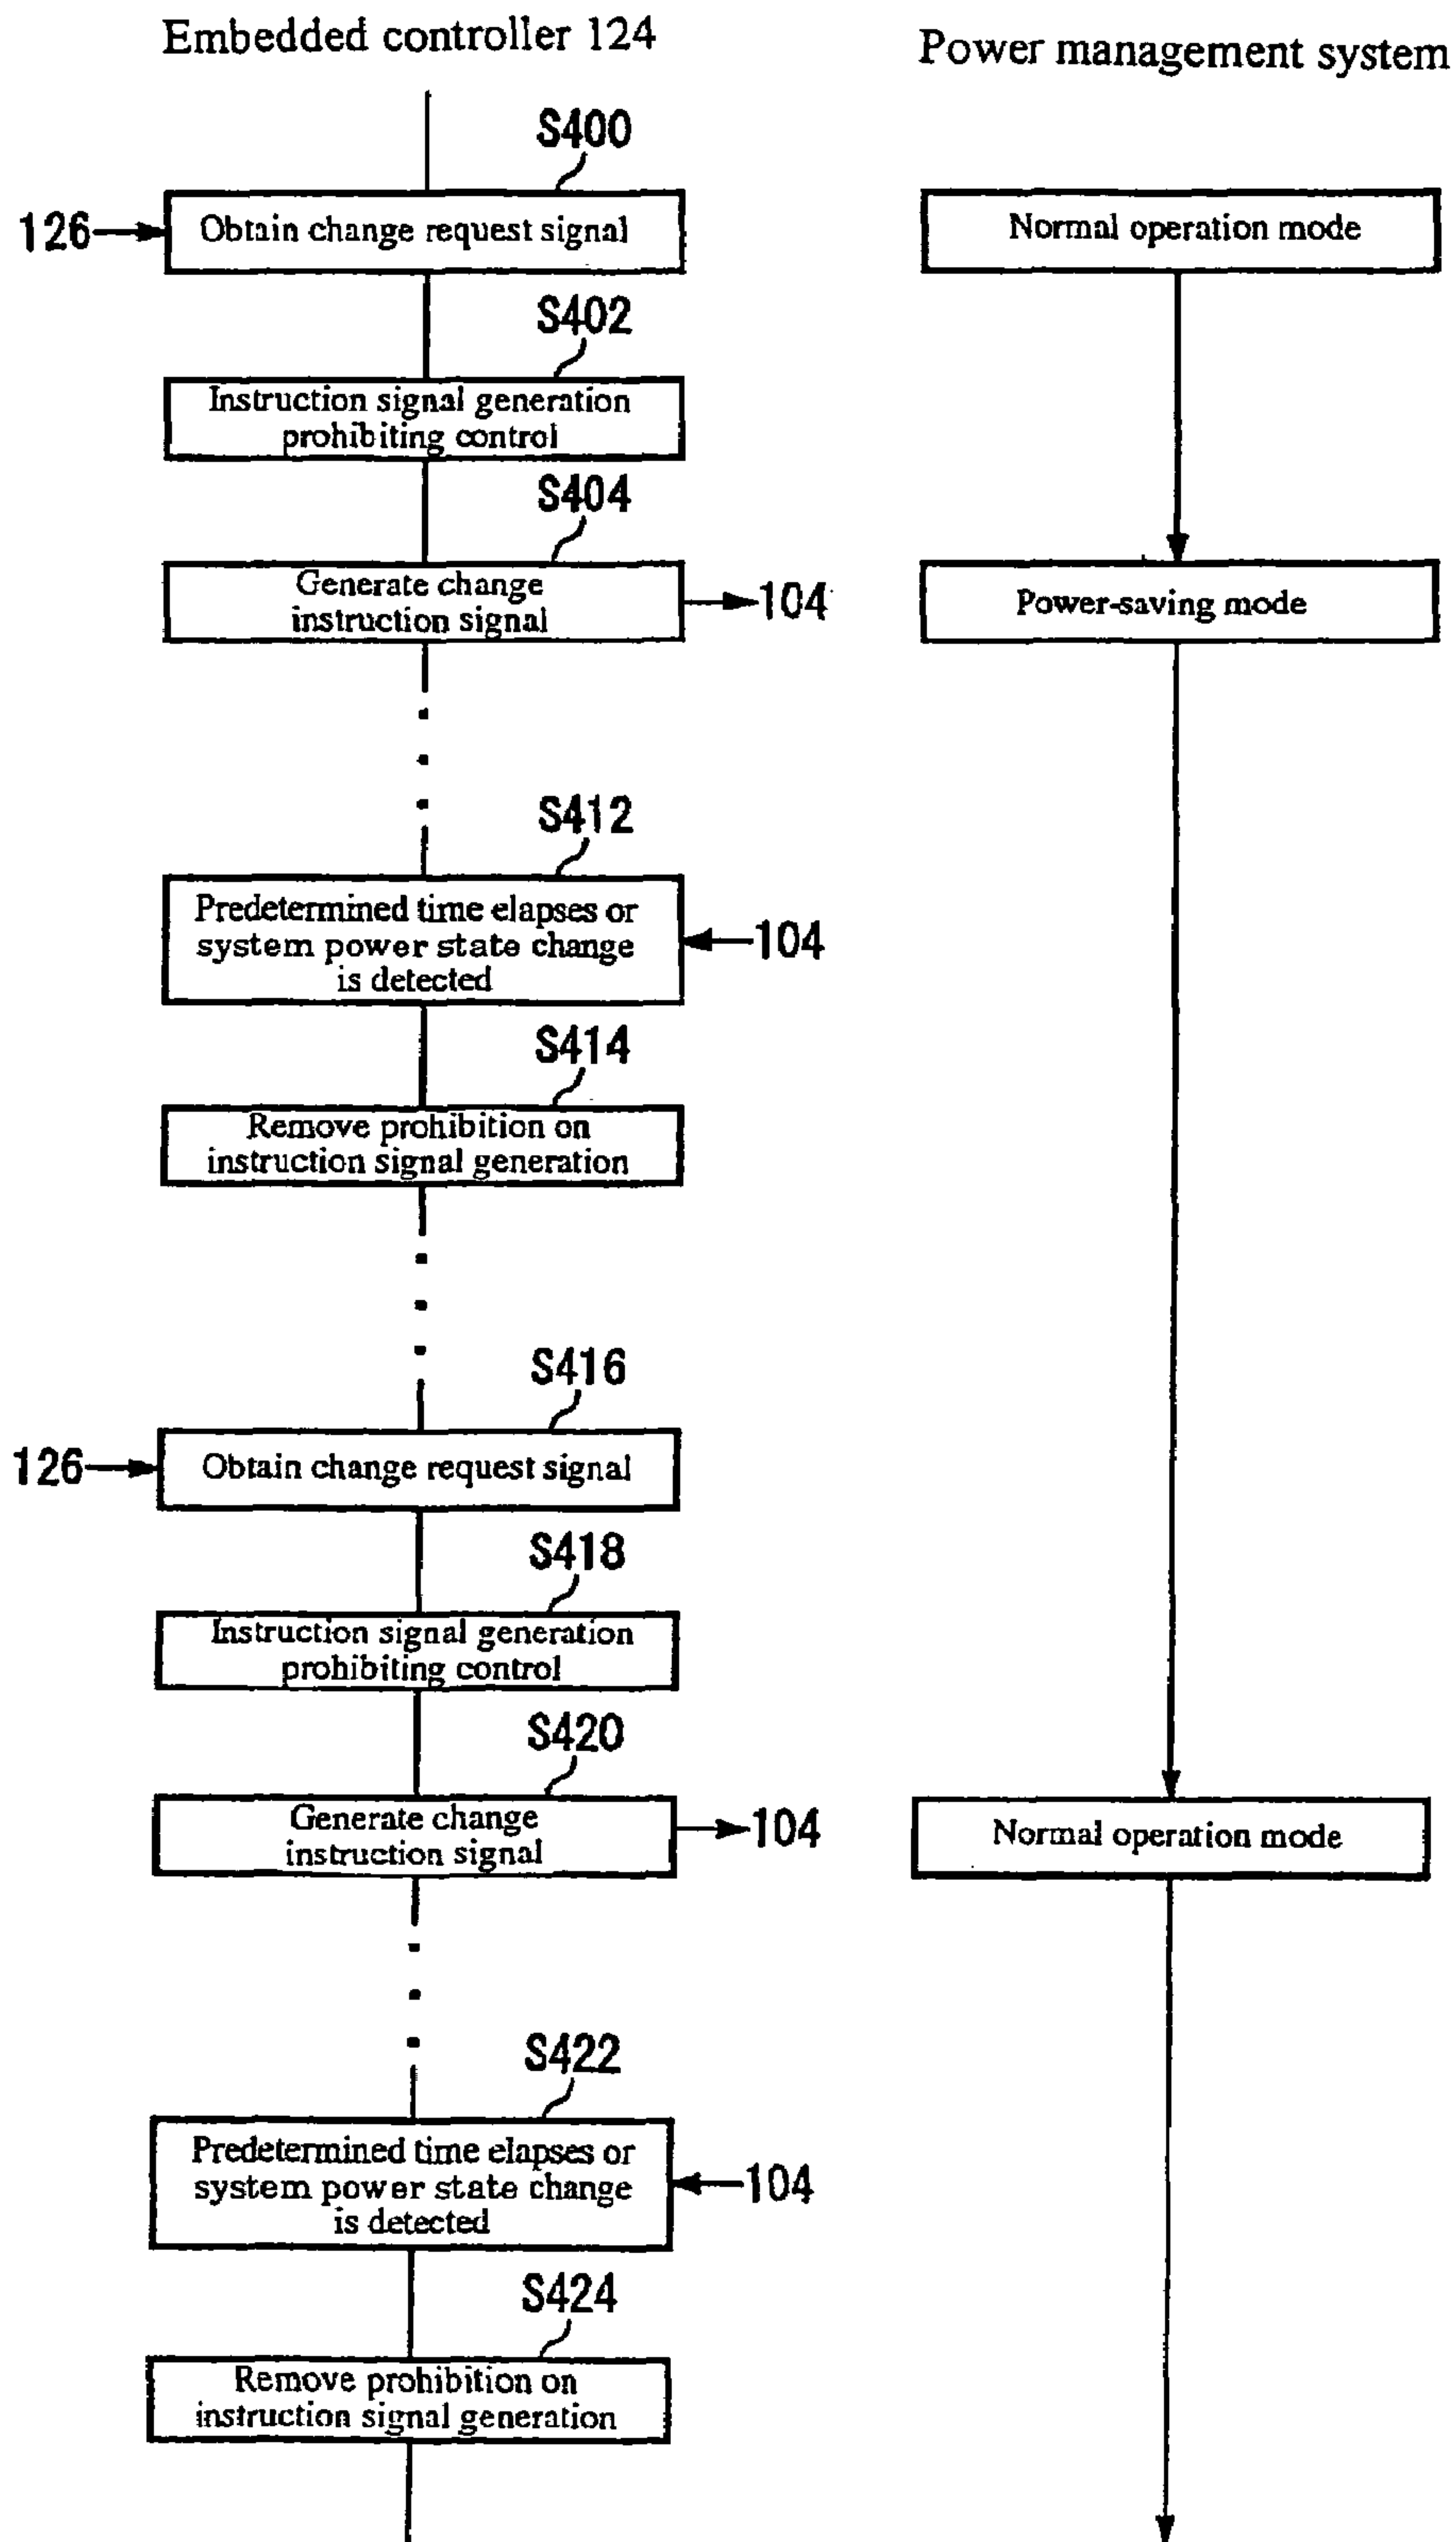 Embedded controller 124
Power management system
S400
126
Obtain change request signal
Normal operation mode
S402
Instruction signal generation
prohibiting control
S404
Generate change
instruction signal
104
Power-saving mode
S412
Predetermined time elapses or
system power state change
is detected
104
S414
Remove prohibition on
instruction signal generation
S416
126
Obtain change request signal
S418
Instruction signal generation
prohibiting control
S420
Generate change
instruction signal
104
Normal operation mode
S422
Predetermined time elapses or
system power state change
is detected
104
S424
Remove prohibition on
instruction signal generation